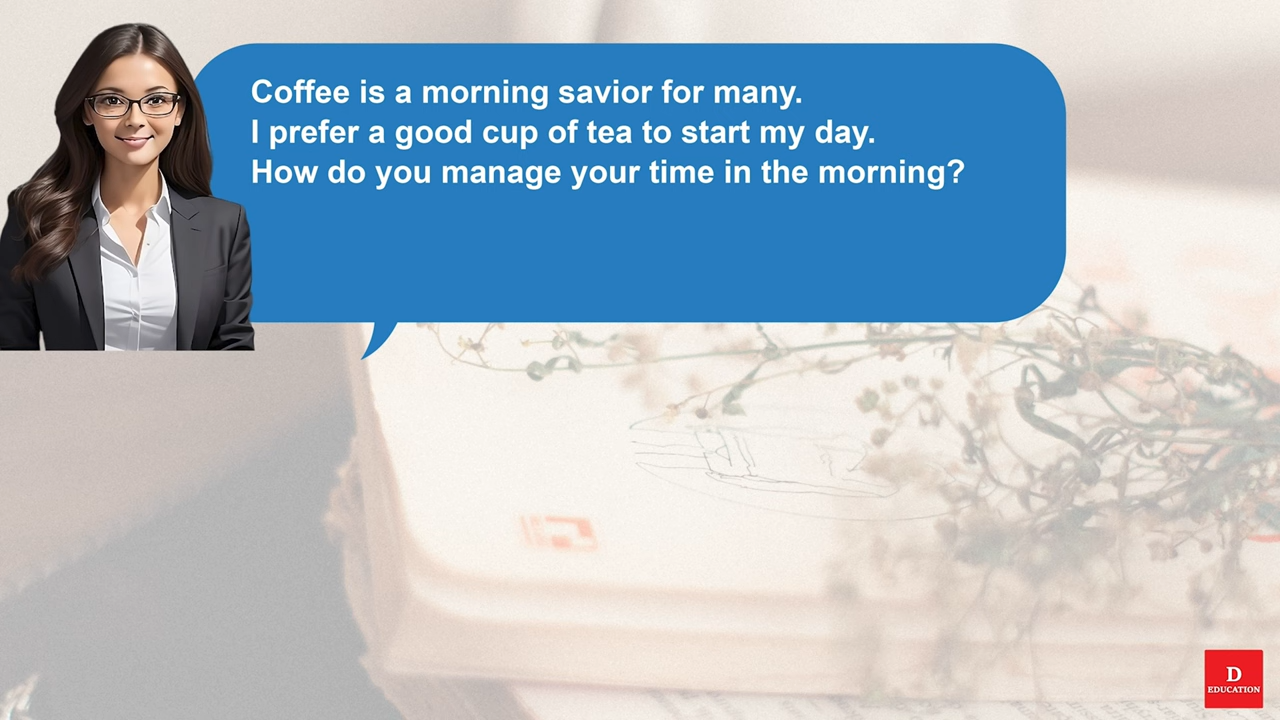 Coffee is a morning savior for many.
I prefer a good cup of tea to start my day.
How do you manage your time in the morning?
D
EDUCATION